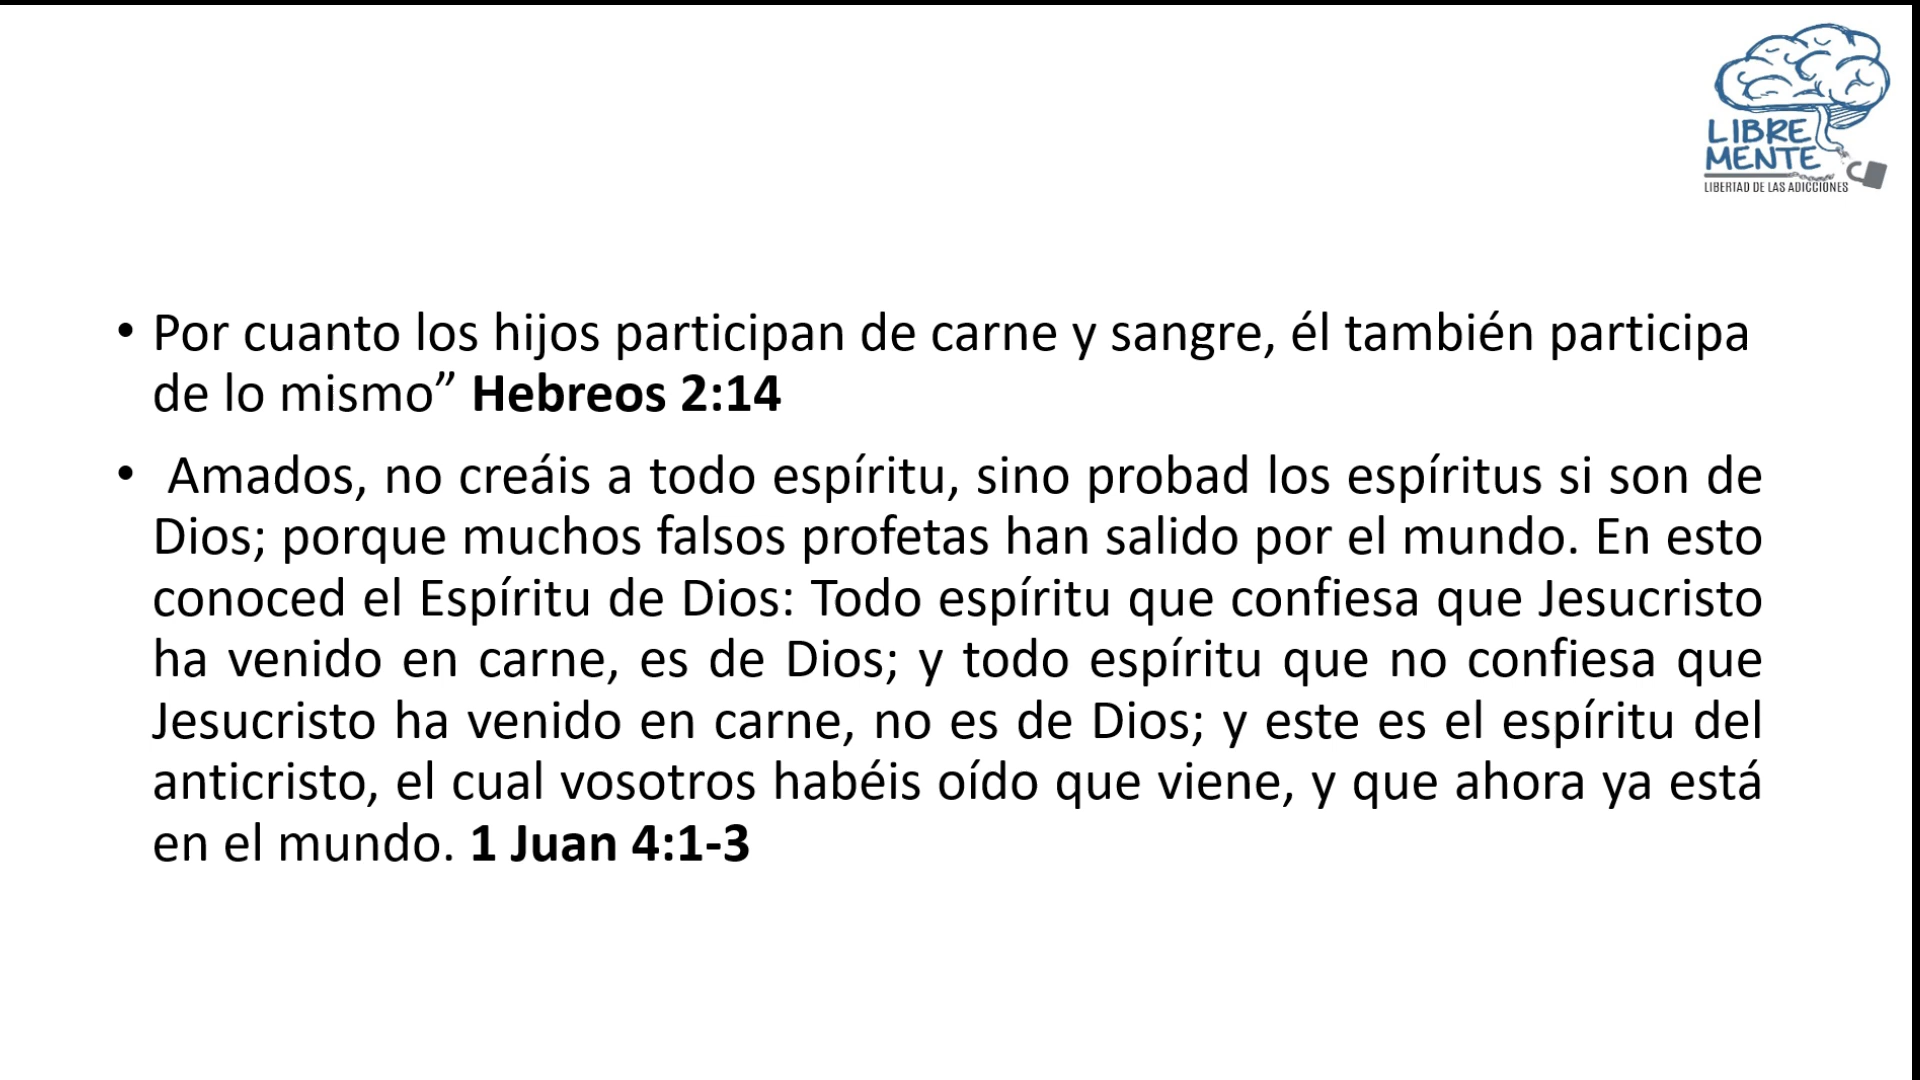 LIBRE
MENTE
LIBERTAD DE LAS ADICCIONES
• Por cuanto los hijos participan de carne y sangre, él también participa
de lo mismo” Hebreos 2:14
• Amados, no creáis a todo espíritu, sino probad los espíritus si son de
Dios; porque muchos falsos profetas han salido por el mundo. En esto
conoced el Espíritu de Dios: Todo espíritu que confiesa que Jesucristo
ha venido en carne, es de Dios; y todo espíritu que no confiesa que
Jesucristo ha venido en carne, no es de Dios; y este es el espíritu del
anticristo, el cual vosotros habéis oído que viene, y que ahora ya está
en el mundo. 1 Juan 4:1-3